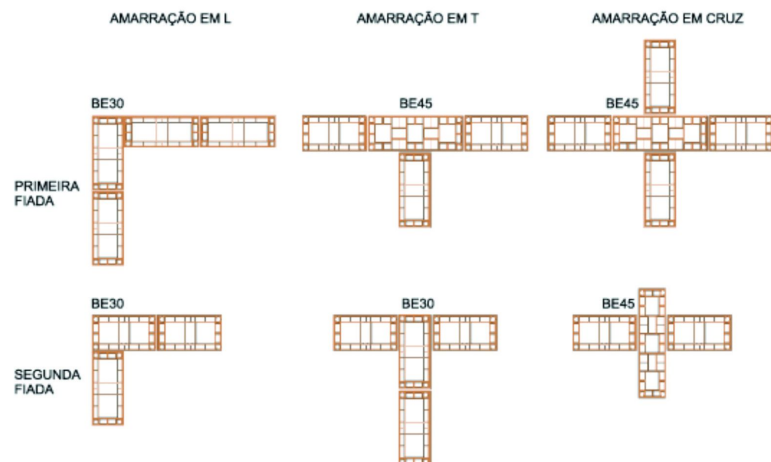 AMARRAÇÃO EM L
AMARRAÇÃO EM T
AMARRAÇÃO EM CRUZ
BE30
BE45
BE45
PRIMEIRA
FIADA
BE30
BE30
BE45
SEGUNDA
FIADA